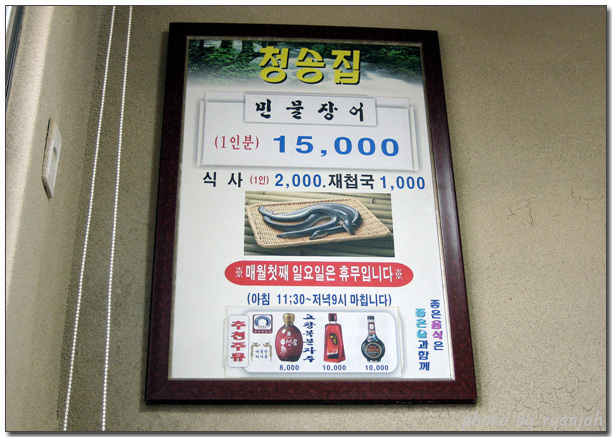 청송집
민물장어
(1인분) 15,000
식 사 (1인) 2,000. 재첩국 1,000
※매월첫째 일요일은 휴무입니다※
(아침 11;30~저녁9시 마칩니다)
추천주류
고창복분자주
8,000
10,000
10,000
좋은음식은
좋은술과함께
photo by ryanjoh